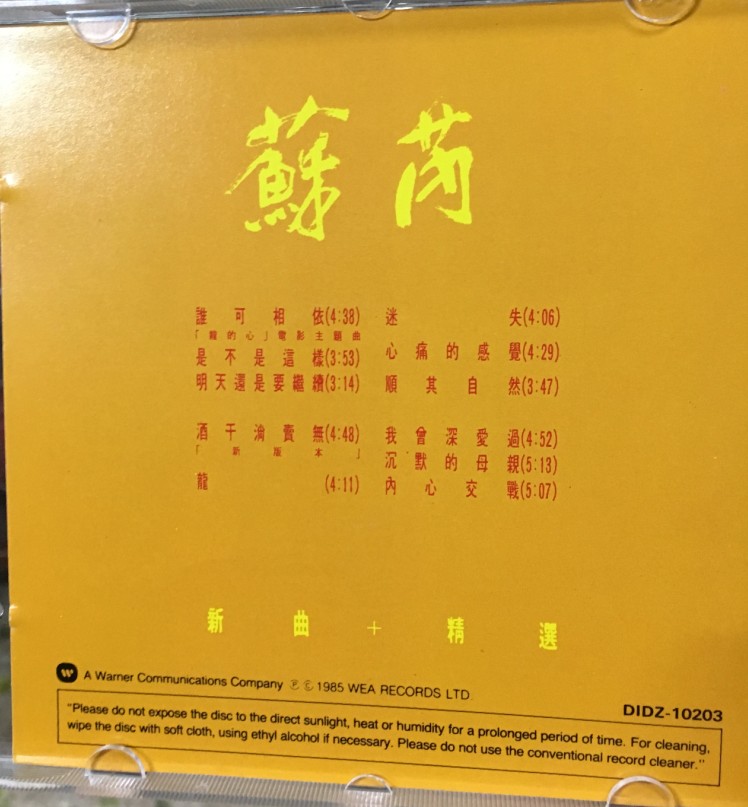 蘇芮
誰可相依(4:38)
「龍的心」電影主題曲
是不是這樣(3:53)
明天還是要繼續(3:14)
酒干淪賣無(4:48)
「新版本」
龍(4:11)
迷失(4:06)
心痛的感覺(4:29)
順其自然(3:47)
我曾深愛過(4:52)
沉默的母親(5:13)
內心交戰(5:07)
新曲+精選
A Warner Communications Company Ⓟ © 1985 WEA RECORDS LTD
DIDZ-10203
"Please do not expose the disc to the direct sunlight, heat or humidity for a prolonged period of time. For cleaning,
wipe the disc with soft cloth, using ethyl alcohol if necessary. Please do not use the conventional record cleaner."